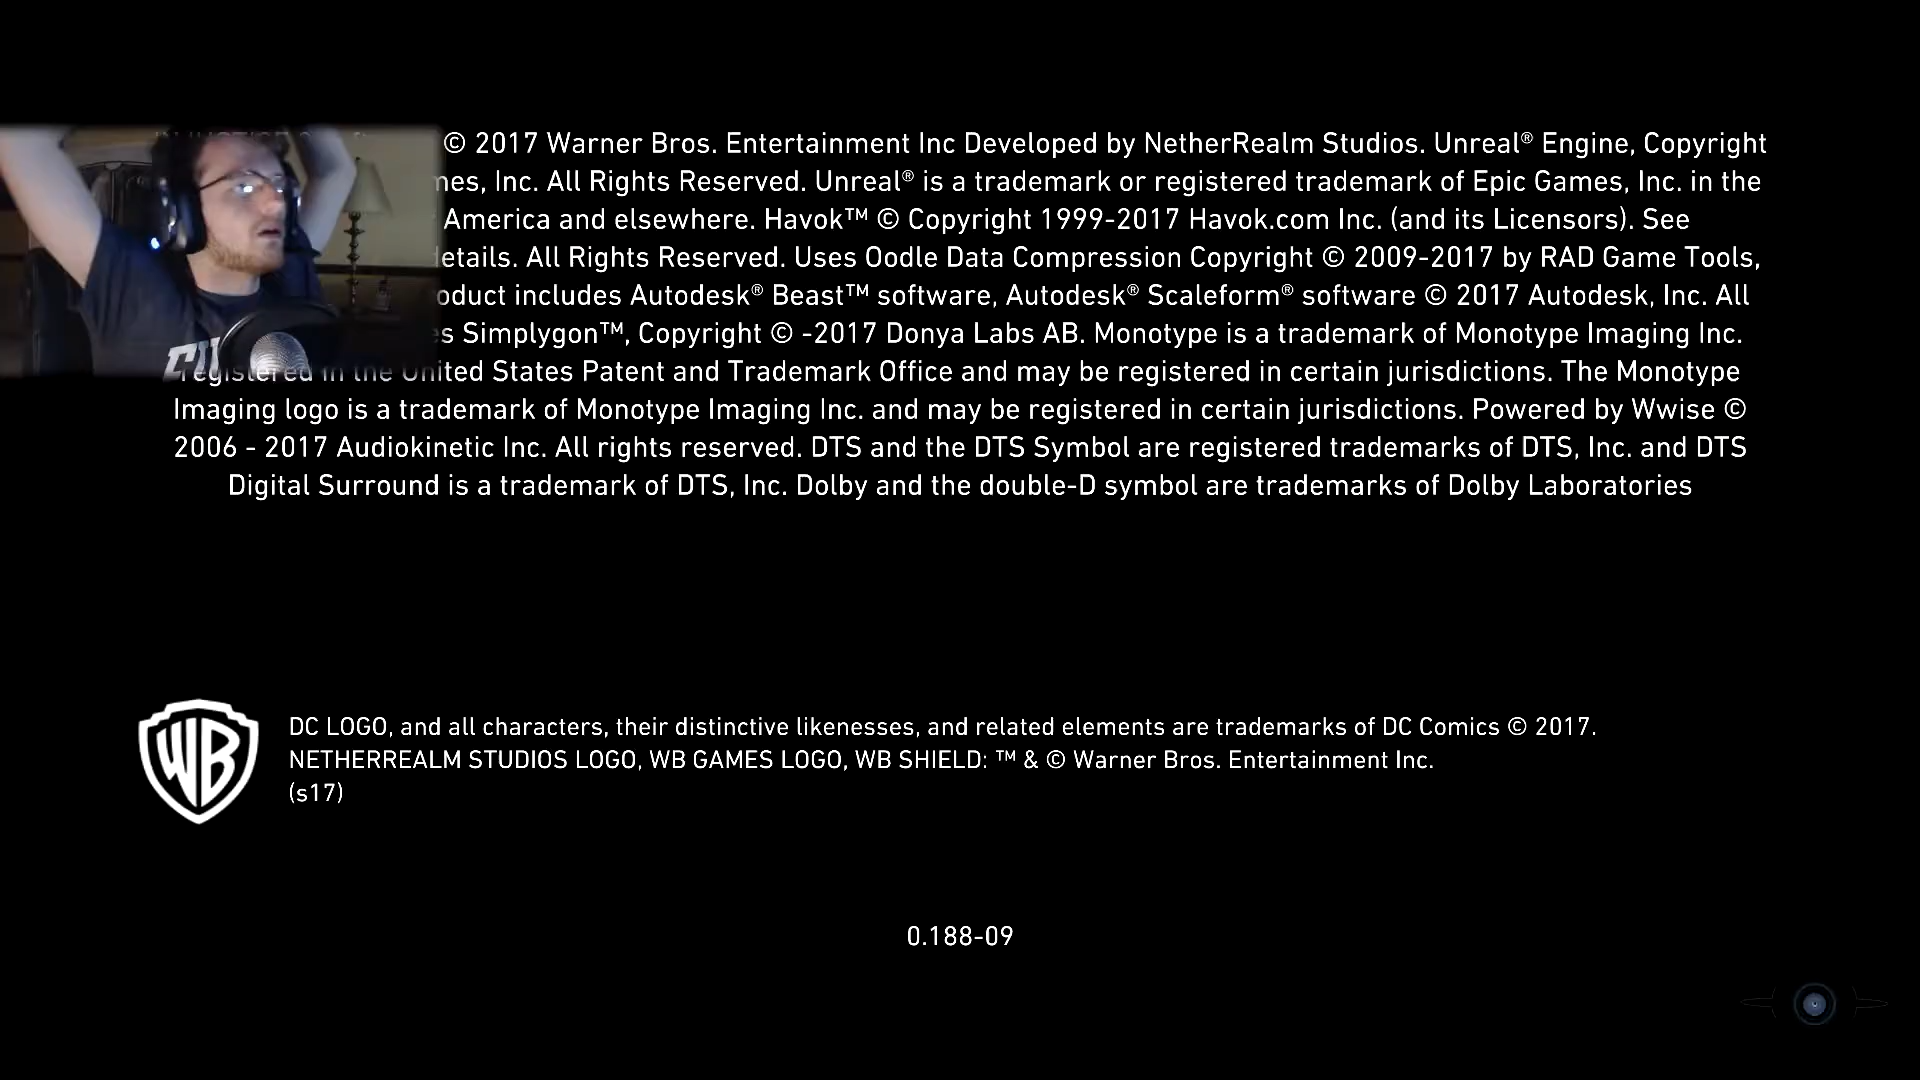 © 2017 Warner Bros. Entertainment Inc Developed by NetherRealm Studios. Unreal® Engine, Copyright
Inc. All Rights Reserved. Unreal® is a trademark or registered trademark of Epic Games, Inc. in the
America and elsewhere. Havok™ © Copyright 1999-2017 Havok.com Inc. (and its Licensors). See
All Rights Reserved. Uses Oodle Data Compression Copyright © 2009-2017 by RAD Game Tools,
includes Autodesk® Beast™ software, Autodesk® Scaleform® software © 2017 Autodesk, Inc. All
Simplygon™, Copyright © -2017 Donya Labs AB. Monotype is a trademark of Monotype Imaging Inc.
registered in the United States Patent and Trademark Office and may be registered in certain jurisdictions. The Monotype
Imaging logo is a trademark of Monotype Imaging Inc. and may be registered in certain jurisdictions. Powered by Wwise ©
2006 - 2017 Audiokinetic Inc. All rights reserved. DTS and the DTS Symbol are registered trademarks of DTS, Inc. and DTS
Digital Surround is a trademark of DTS, Inc. Dolby and the double-D symbol are trademarks of Dolby Laboratories
WB
DC LOGO, and all characters, their distinctive likenesses, and related elements are trademarks of DC Comics © 2017.
NETHERREALM STUDIOS LOGO, WB GAMES LOGO, WB SHIELD: ™ & © Warner Bros. Entertainment Inc.
(s17)
0.188-09